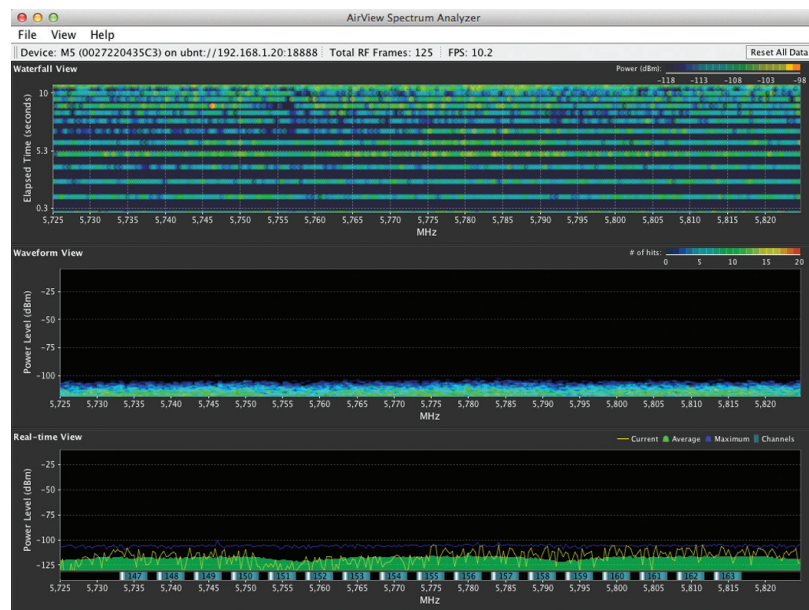 AirView Spectrum Analyzer
File View Help
Device: M5 (0027220435C3) on ubnt://192.168.1.20:18888 Total RF Frames: 125 FPS: 10.2 Reset All Data
Waterfall View Power (dBm):
-118 -113 -108 -103 -98
Elapsed Time (seconds)
10
5.3
0.3
5,725 5,730 5,735 5,740 5,745 5,750 5,755 5,760 5,765 5,770 5,775 5,780 5,785 5,790 5,795 5,800 5,805 5,810 5,815 5,820
MHz
Waveform View # of hits:
0 5 10 15 20
Power Level (dBm)
-25
-50
-75
-100
5,725 5,730 5,735 5,740 5,745 5,750 5,755 5,760 5,765 5,770 5,775 5,780 5,785 5,790 5,795 5,800 5,805 5,810 5,815 5,820
MHz
Real-time View Current Average Maximum Channels
Power Level (dBm)
-25
-50
-75
-100
-125
147 148 149 150 151 152 153 154 155 156 157 158 159 160 161 162 163
5,725 5,730 5,735 5,740 5,745 5,750 5,755 5,760 5,765 5,770 5,775 5,780 5,785 5,790 5,795 5,800 5,805 5,810 5,815 5,820
MHz